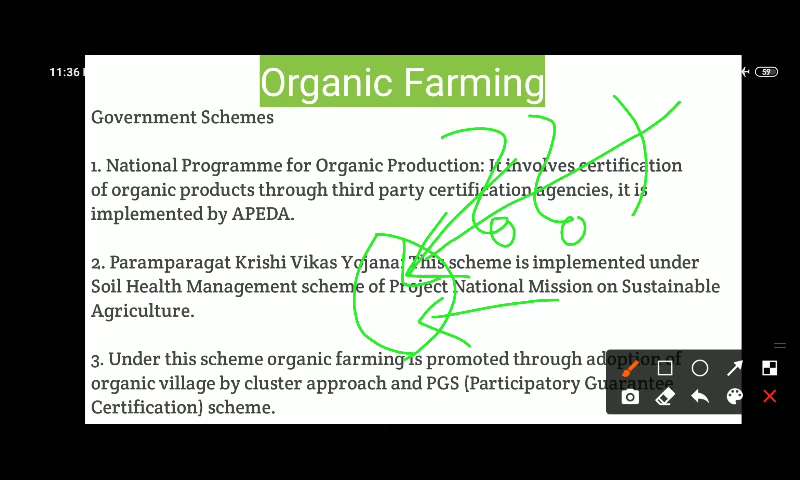 11:36
59
Organic Farming
Government Schemes
1. National Programme for Organic Production: It involves certification
of organic products through third party certification agencies, it is
implemented by APEDA.
2. Paramparagat Krishi Vikas Yojana: This scheme is implemented under
Soil Health Management scheme of Project National Mission on Sustainable
Agriculture.
3. Under this scheme organic farming is promoted through adoption of
organic village by cluster approach and PGS (Participatory Guarantee
Certification) scheme.